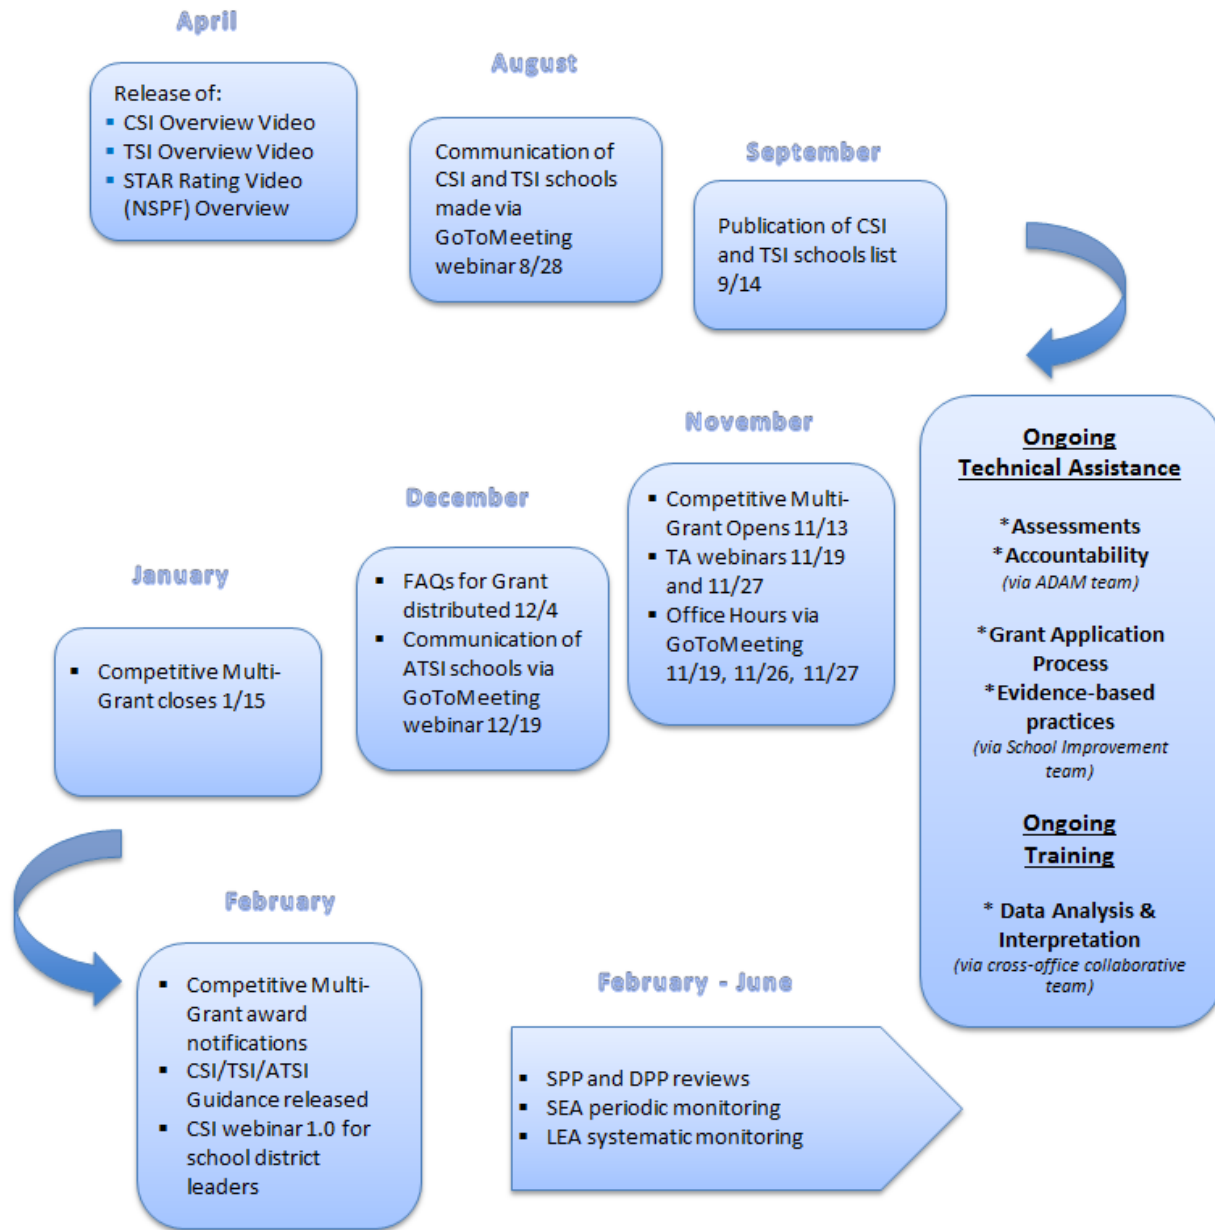 April
Release of:
▪ CSI Overview Video
▪ TSI Overview Video
▪ STAR Rating Video
(NSPF) Overview
August
Communication of
CSI and TSI schools
made via
GoToMeeting
webinar 8/28
September
Publication of CSI
and TSI schools list
9/14
Ongoing
Technical Assistance
*Assessments
*Accountability
(via ADAM team)
*Grant Application
Process
*Evidence-based
practices
(via School Improvement
team)
Ongoing
Training
* Data Analysis &
Interpretation
(via cross-office collaborative
team)
November
▪ Competitive Multi-
Grant Opens 11/13
▪ TA webinars 11/19
and 11/27
▪ Office Hours via
GoToMeeting
11/19, 11/26, 11/27
December
▪ FAQs for Grant
distributed 12/4
▪ Communication of
ATSI schools via
GoToMeeting
webinar 12/19
January
▪ Competitive Multi-
Grant closes 1/15
February
▪ Competitive Multi-
Grant award
notifications
▪ CSI/TSI/ATSI
Guidance released
▪ CSI webinar 1.0 for
school district
leaders
February - June
▪ SPP and DPP reviews
▪ SEA periodic monitoring
▪ LEA systematic monitoring